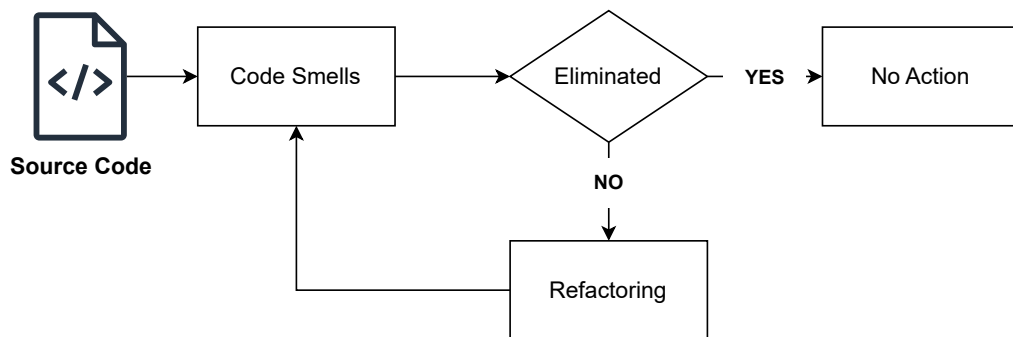 </>
Source Code
Code Smells
Eliminated
YES
No Action
NO
Refactoring